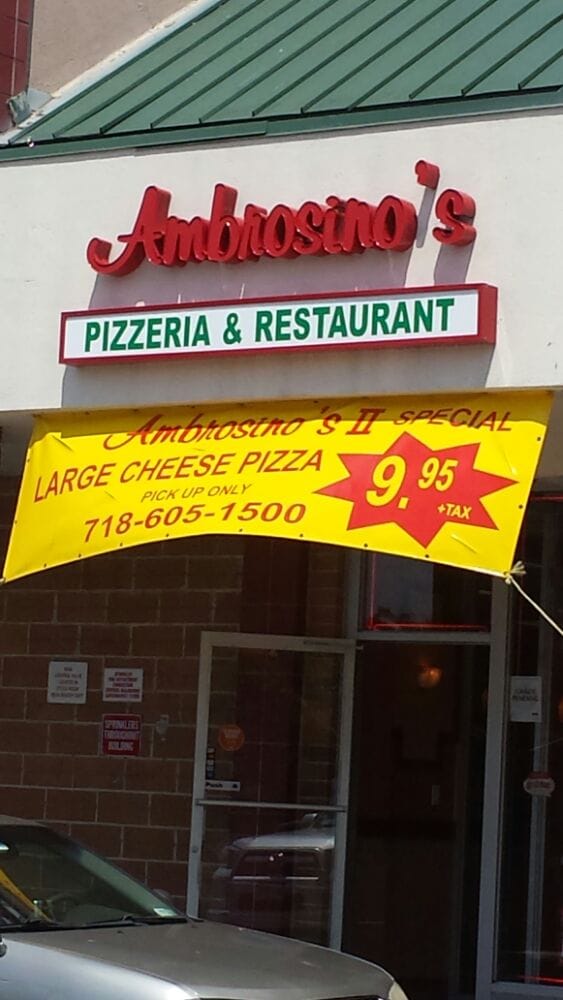 Ambrosino's
PIZZERIA & RESTAURANT
Ambrosino's II SPECIAL
LARGE CHEESE PIZZA
PICK UP ONLY
718-605-1500
9.95
+TAX
SPRINKLERS
THROUGHOUT
BUILDING
Push